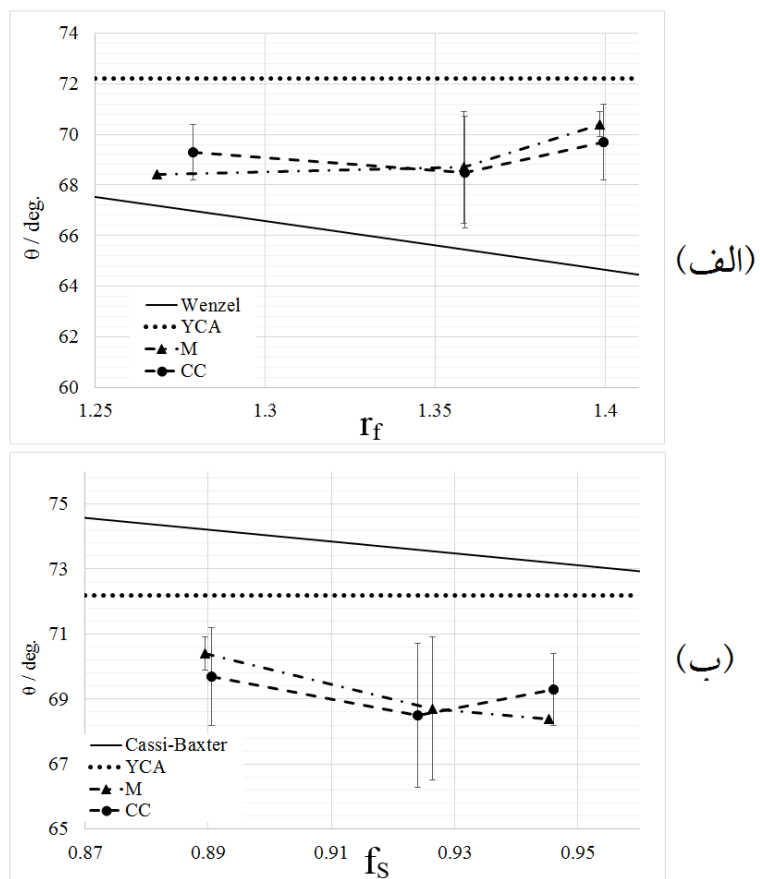 74
72
70
68
66
64
62
60
θ / deg.
Wenzel
YCA
M
CC
1.25 1.3 1.35 1.4
r_f
(الف)
75
73
71
69
67
65
θ / deg.
Cassi-Baxter
YCA
M
CC
0.87 0.89 0.91 0.93 0.95
f_S
(ب)